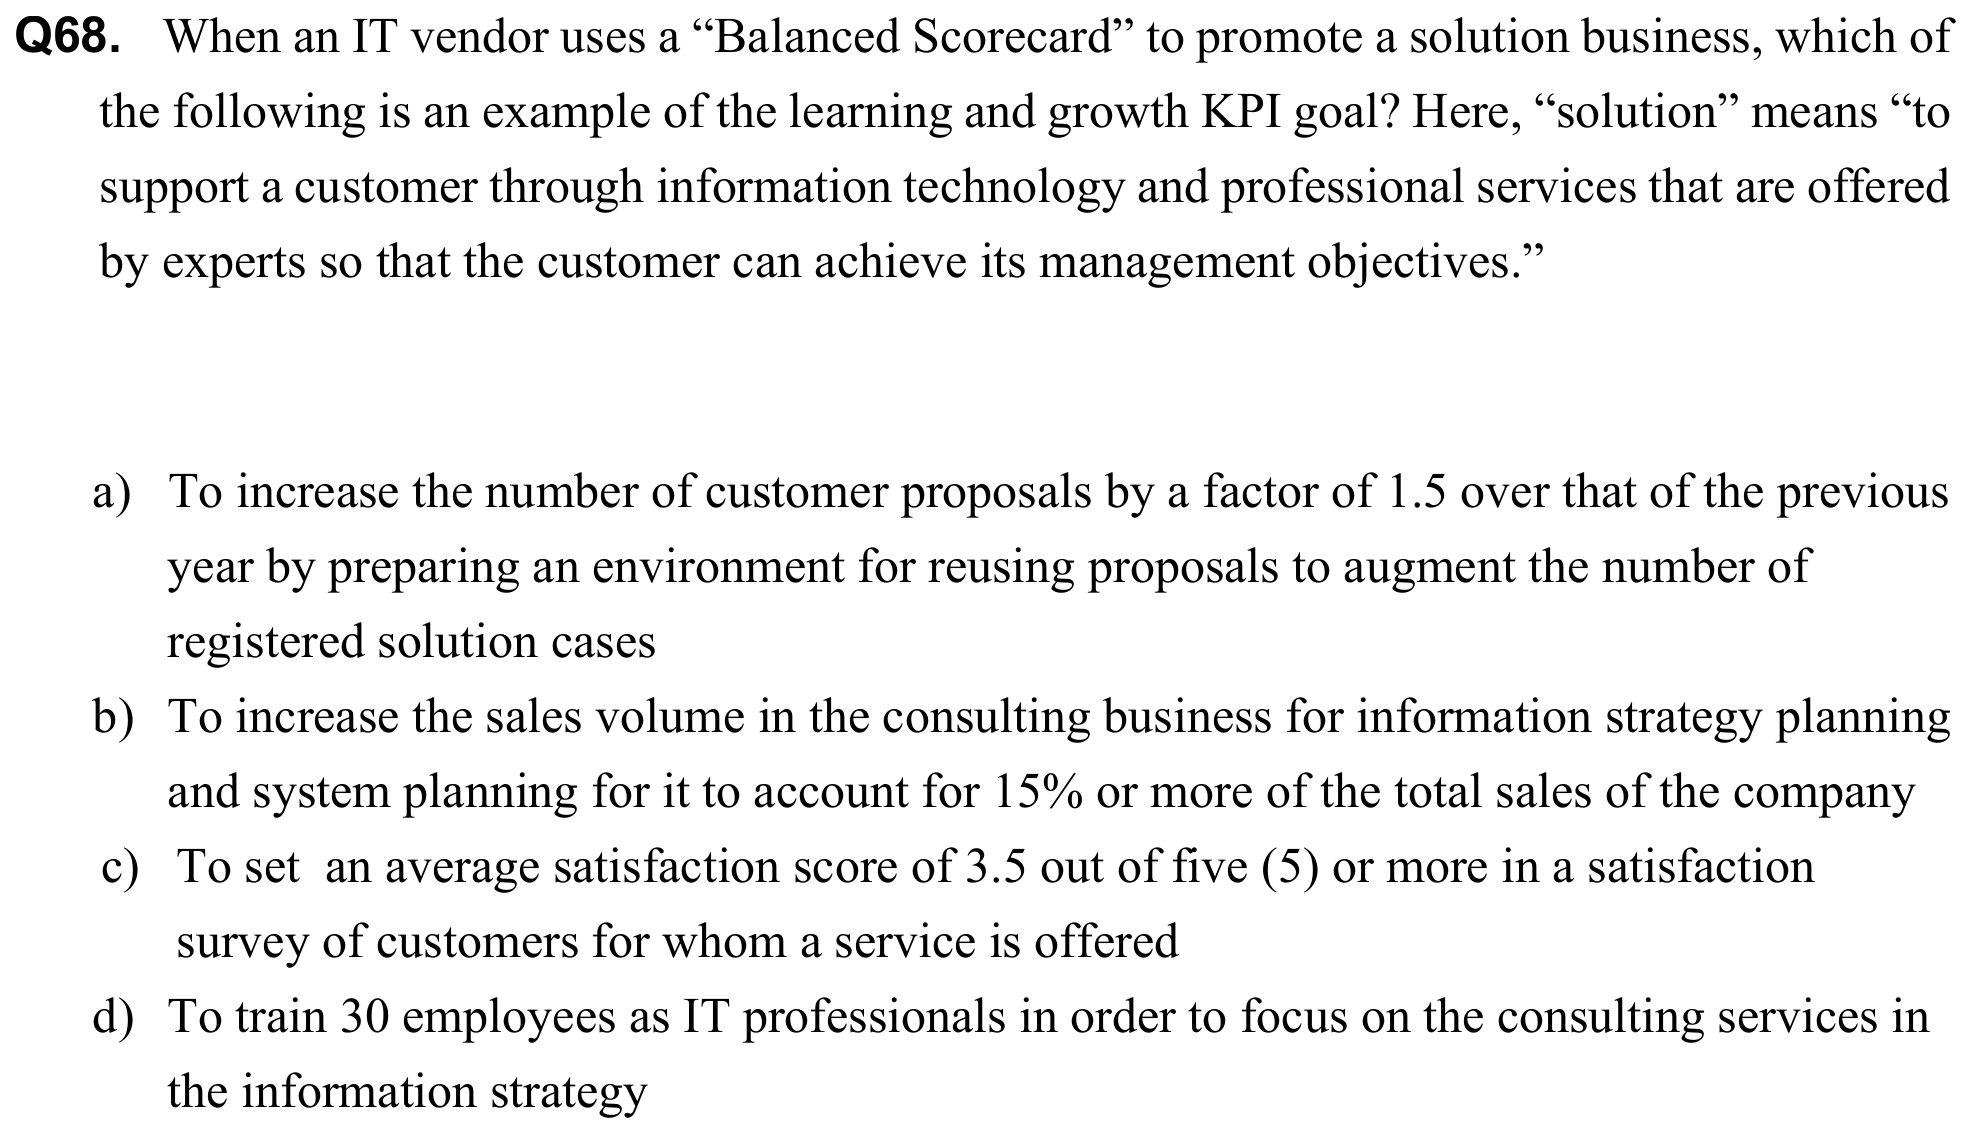 Q68. When an IT vendor uses a “Balanced Scorecard” to promote a solution business, which of
the following is an example of the learning and growth KPI goal? Here, “solution” means “to
support a customer through information technology and professional services that are offered
by experts so that the customer can achieve its management objectives.”
a) To increase the number of customer proposals by a factor of 1.5 over that of the previous
year by preparing an environment for reusing proposals to augment the number of
registered solution cases
b) To increase the sales volume in the consulting business for information strategy planning
and system planning for it to account for 15% or more of the total sales of the company
c) To set an average satisfaction score of 3.5 out of five (5) or more in a satisfaction
survey of customers for whom a service is offered
d) To train 30 employees as IT professionals in order to focus on the consulting services in
the information strategy